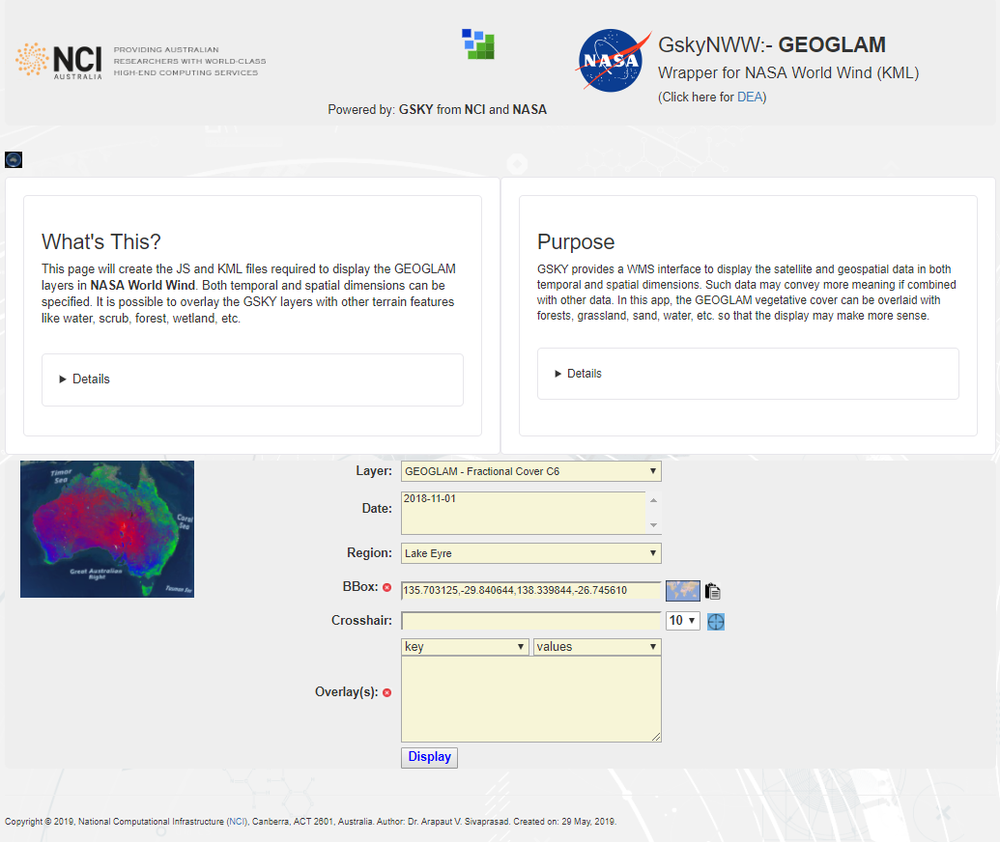 NCI
AUSTRALIA
PROVIDING AUSTRALIAN
RESEARCHERS WITH WORLD-CLASS
HIGH-END COMPUTING SERVICES
Powered by: GSKY from NCI and NASA
NASA
GskyNWW:- GEOGLAM
Wrapper for NASA World Wind (KML)
(Click here for DEA)
What's This?
This page will create the JS and KML files required to display the GEOGLAM
layers in NASA World Wind. Both temporal and spatial dimensions can be
specified. It is possible to overlay the GSKY layers with other terrain features
like water, scrub, forest, wetland, etc.
Details
Purpose
GSKY provides a WMS interface to display the satellite and geospatial data in both
temporal and spatial dimensions. Such data may convey more meaning if combined
with other data. In this app, the GEOGLAM vegetative cover can be overlaid with
forests, grassland, sand, water, etc. so that the display may make more sense.
Details
Timor
Sea
Coral
Sea
Great Australian
Bight
Tasman Sea
Layer: GEOGLAM - Fractional Cover C6
Date: 2018-11-01
Region: Lake Eyre
BBox: 135.703125,-29.840644,138.339844,-26.745610
Crosshair: 10
key values
Overlay(s):
Display
Copyright © 2019, National Computational Infrastructure (NCI), Canberra, ACT 2601, Australia. Author: Dr. Arapaut V. Sivaprasad. Created on: 29 May, 2019.